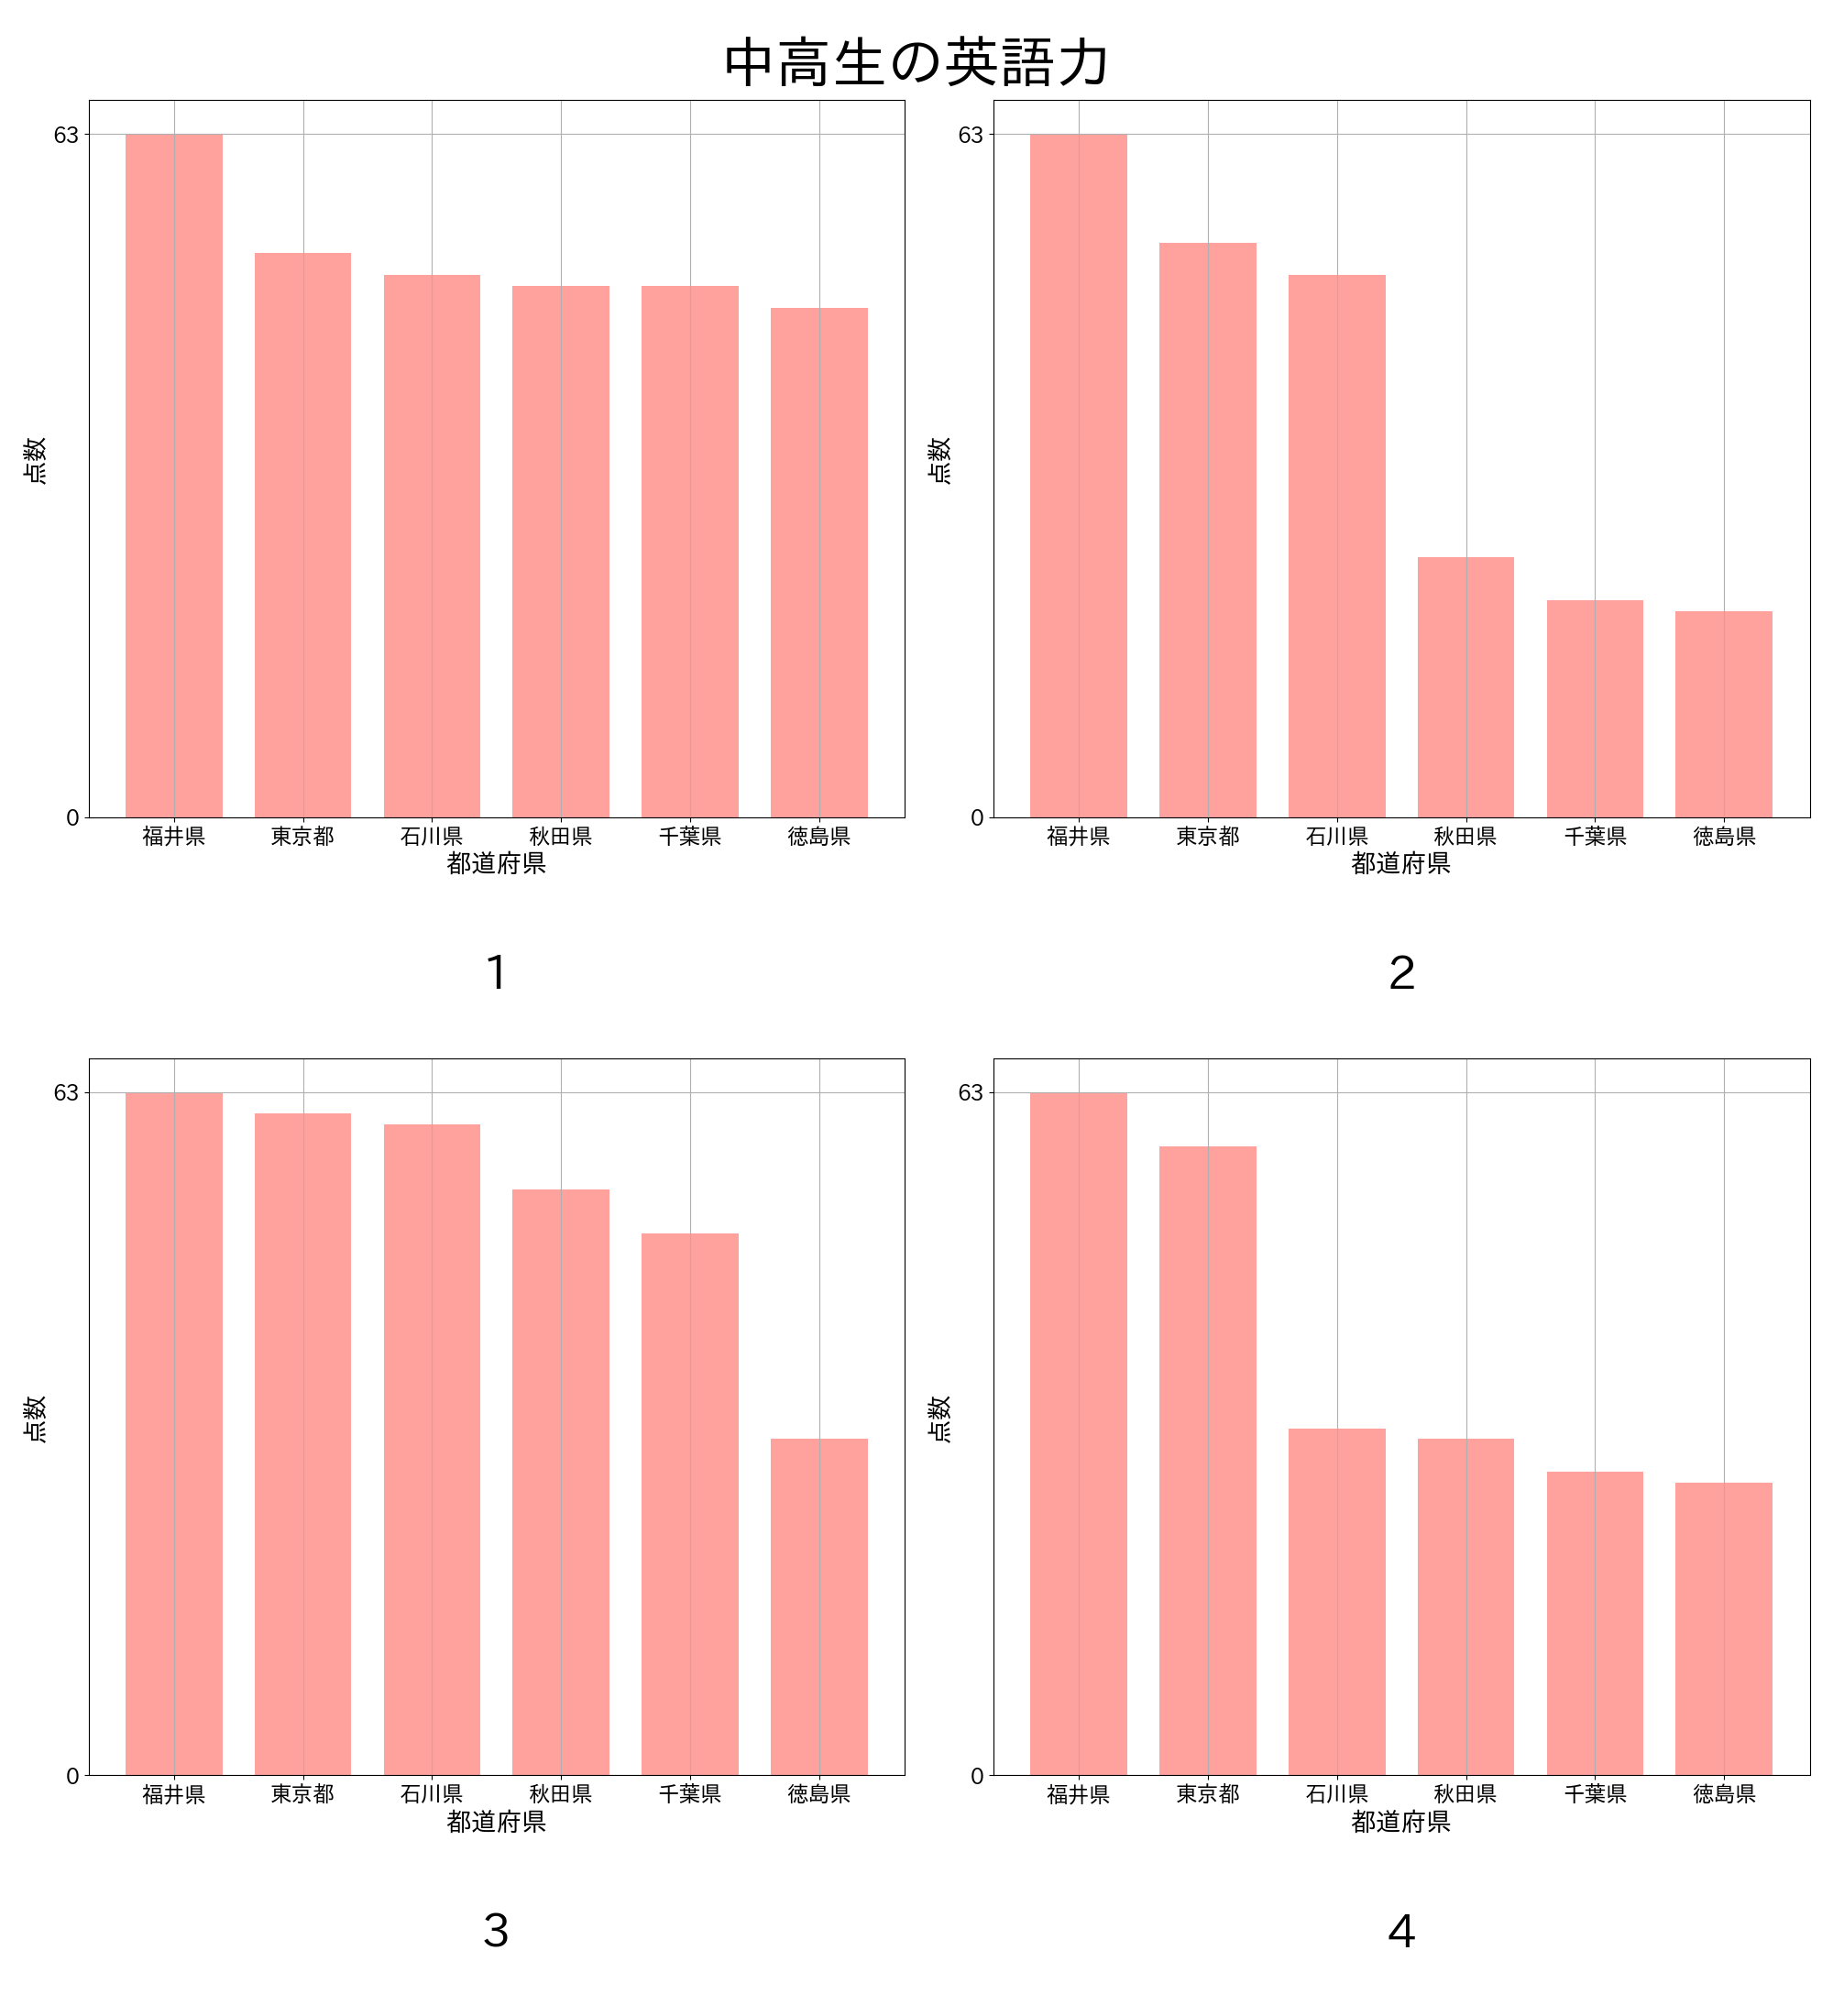 中高生の英語力
63
点数
0
福井県 東京都 石川県 秋田県 千葉県 徳島県
都道府県
1
63
点数
0
福井県 東京都 石川県 秋田県 千葉県 徳島県
都道府県
2
63
点数
0
福井県 東京都 石川県 秋田県 千葉県 徳島県
都道府県
3
63
点数
0
福井県 東京都 石川県 秋田県 千葉県 徳島県
都道府県
4